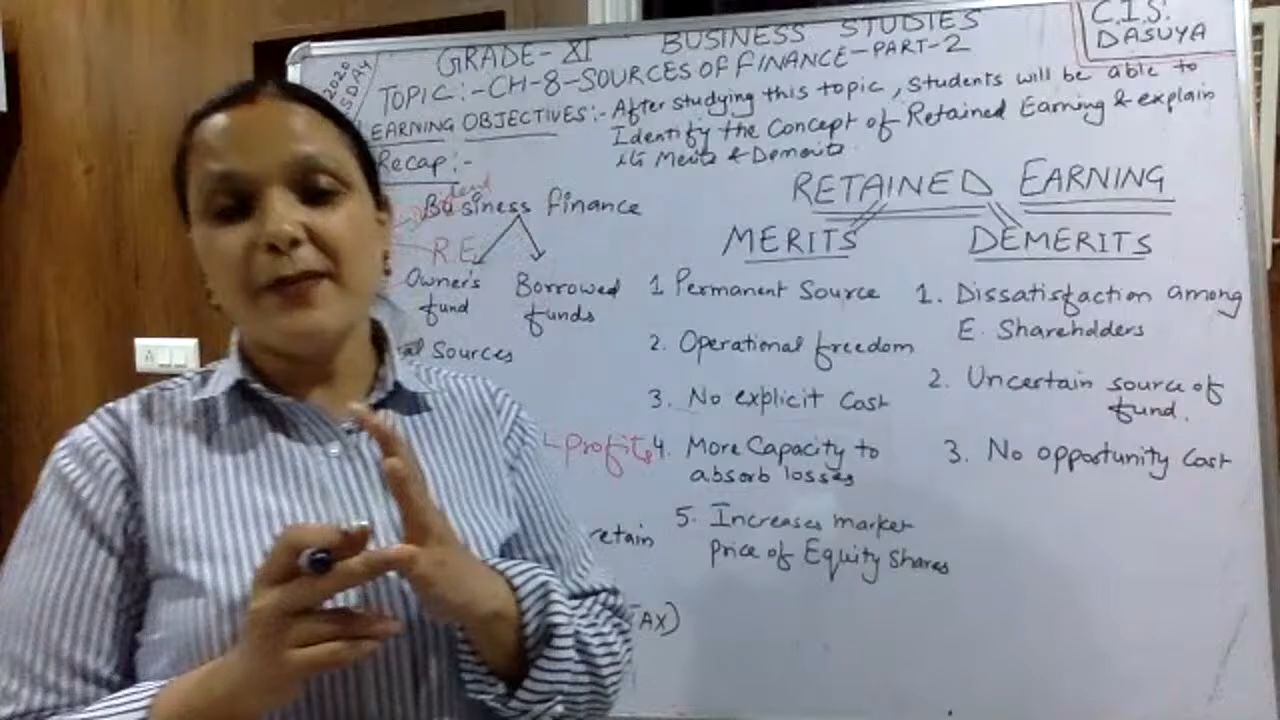 GRADE-XI BUSINESS STUDIES
C.I.S.
DASUYA
2020
SDAY
TOPIC:-CH-8-SOURCES OF FINANCE-PART-2
EARNING OBJECTIVES:- After studying this topic, students will be able to
Identify the Concept of Retained Earning & explain
its Merits & Demerits.
Recap:-
Business finance
R.E
Owner's
fund
Borrowed
funds
al Sources
Profits
retain
TAX)
RETAINED EARNING
MERITS
1 Permanent Source
2. Operational freedom
3. No explicit Cost
4. More Capacity to
absorb losses
5. Increases market
price of Equity Shares
DEMERITS
1. Dissatisfaction among
E. Shareholders
2. Uncertain source of
fund.
3. No opportunity Cost